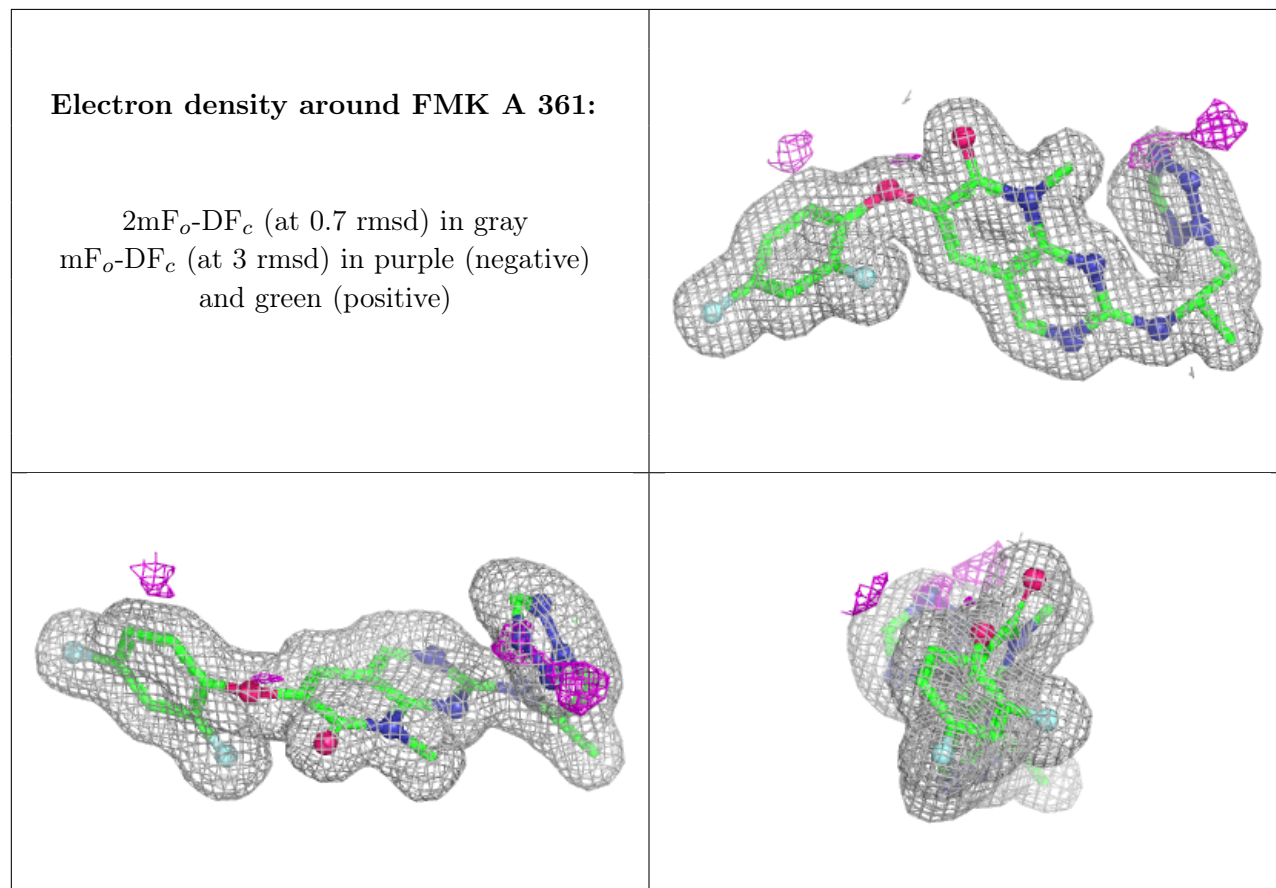 Electron density around FMK A 361:
2mFo-DFc (at 0.7 rmsd) in gray
mFo-DFc (at 3 rmsd) in purple (negative)
and green (positive)